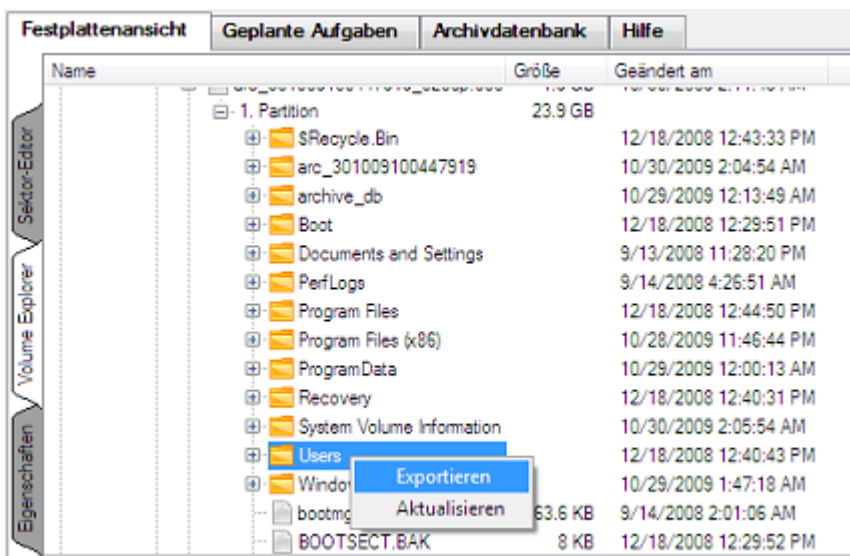 Festplattenansicht Geplante Aufgaben Archivdatenbank Hilfe
Name Größe Geändert am
1. Partition 23.9 GB
$Recycle.Bin 12/18/2008 12:43:33 PM
arc_301009100447919 10/30/2009 2:04:54 AM
archive_db 10/29/2009 12:13:49 AM
Boot 12/18/2008 12:29:51 PM
Documents and Settings 9/13/2008 11:28:20 PM
PerfLogs 9/14/2008 4:26:51 AM
Program Files 12/18/2008 12:44:50 PM
Program Files (x86) 10/28/2009 11:46:44 PM
ProgramData 10/29/2009 12:00:13 AM
Recovery 12/18/2008 12:40:31 PM
System Volume Information 10/30/2009 2:05:54 AM
Users 12/18/2008 12:40:43 PM
Exportieren
Windo 10/29/2009 1:47:18 AM
Aktualisieren
bootmg 63.6 KB 9/14/2008 2:01:06 AM
BOOTSECT.BAK 8 KB 12/18/2008 12:29:52 PM
Sektor-Editor
Volume Explorer
Eigenschaften